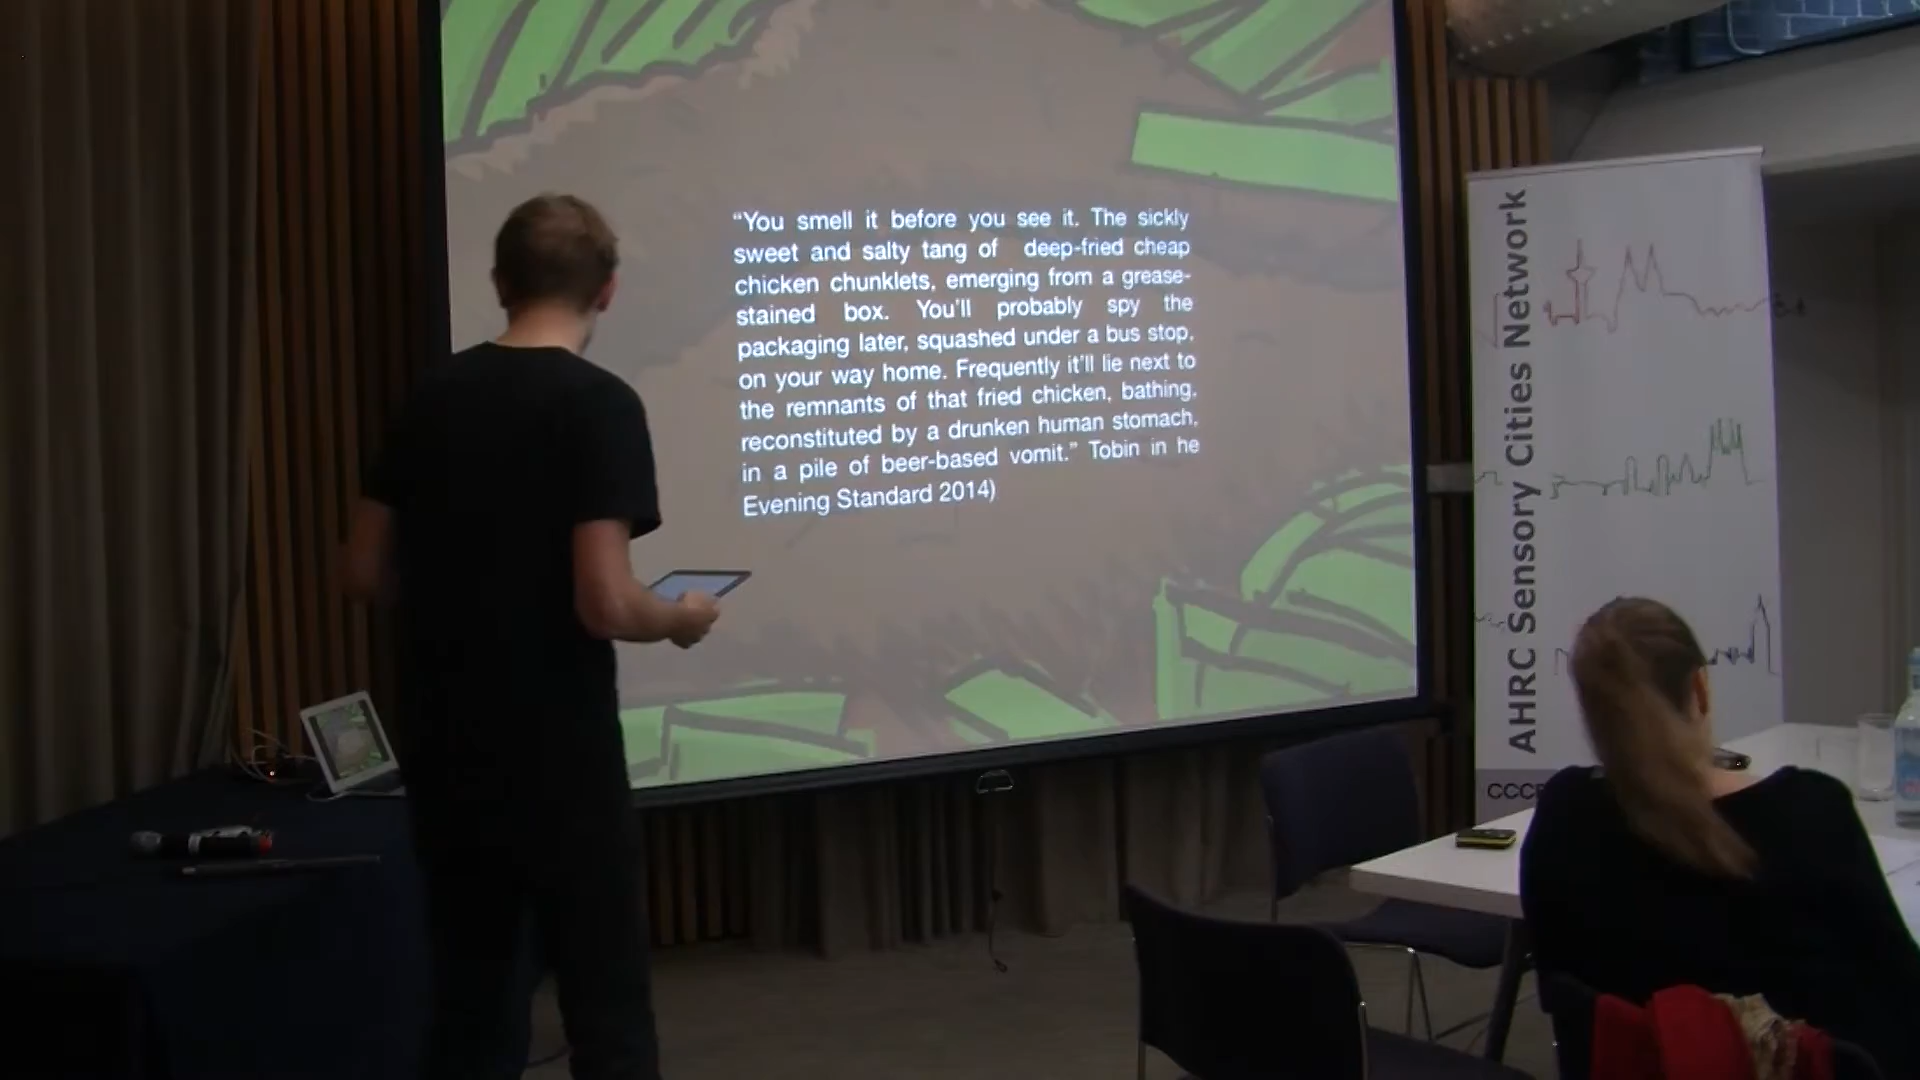 “You smell it before you see it. The sickly
sweet and salty tang of deep-fried cheap
chicken chunklets, emerging from a grease-
stained box. You’ll probably spy the
packaging later, squashed under a bus stop,
on your way home. Frequently it’ll lie next to
the remnants of that fried chicken, bathing,
reconstituted by a drunken human stomach,
in a pile of beer-based vomit.” Tobin in he
Evening Standard 2014)
AHRC Sensory Cities Network